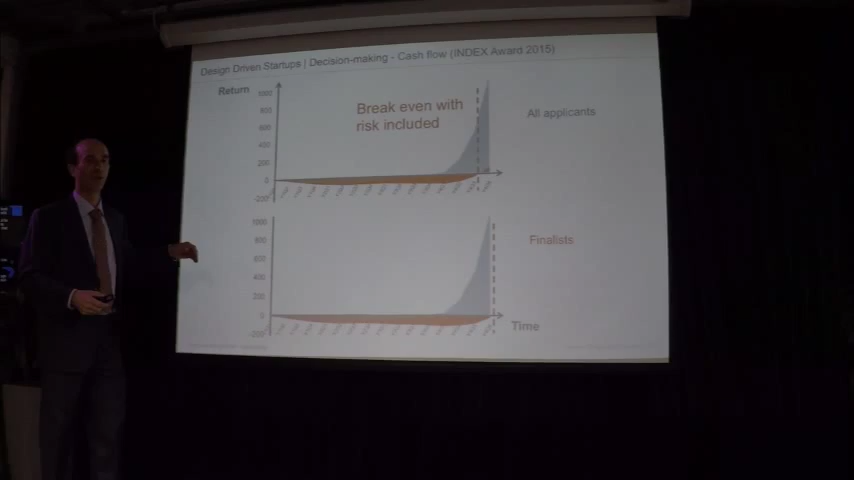 Design Driven Startups | Decision-making - Cash flow (INDEX Award 2015)
Return
1000
800
600
400
200
0
-200
Break even with
risk included
All applicants
1000
800
600
400
200
0
-200
Finalists
Time